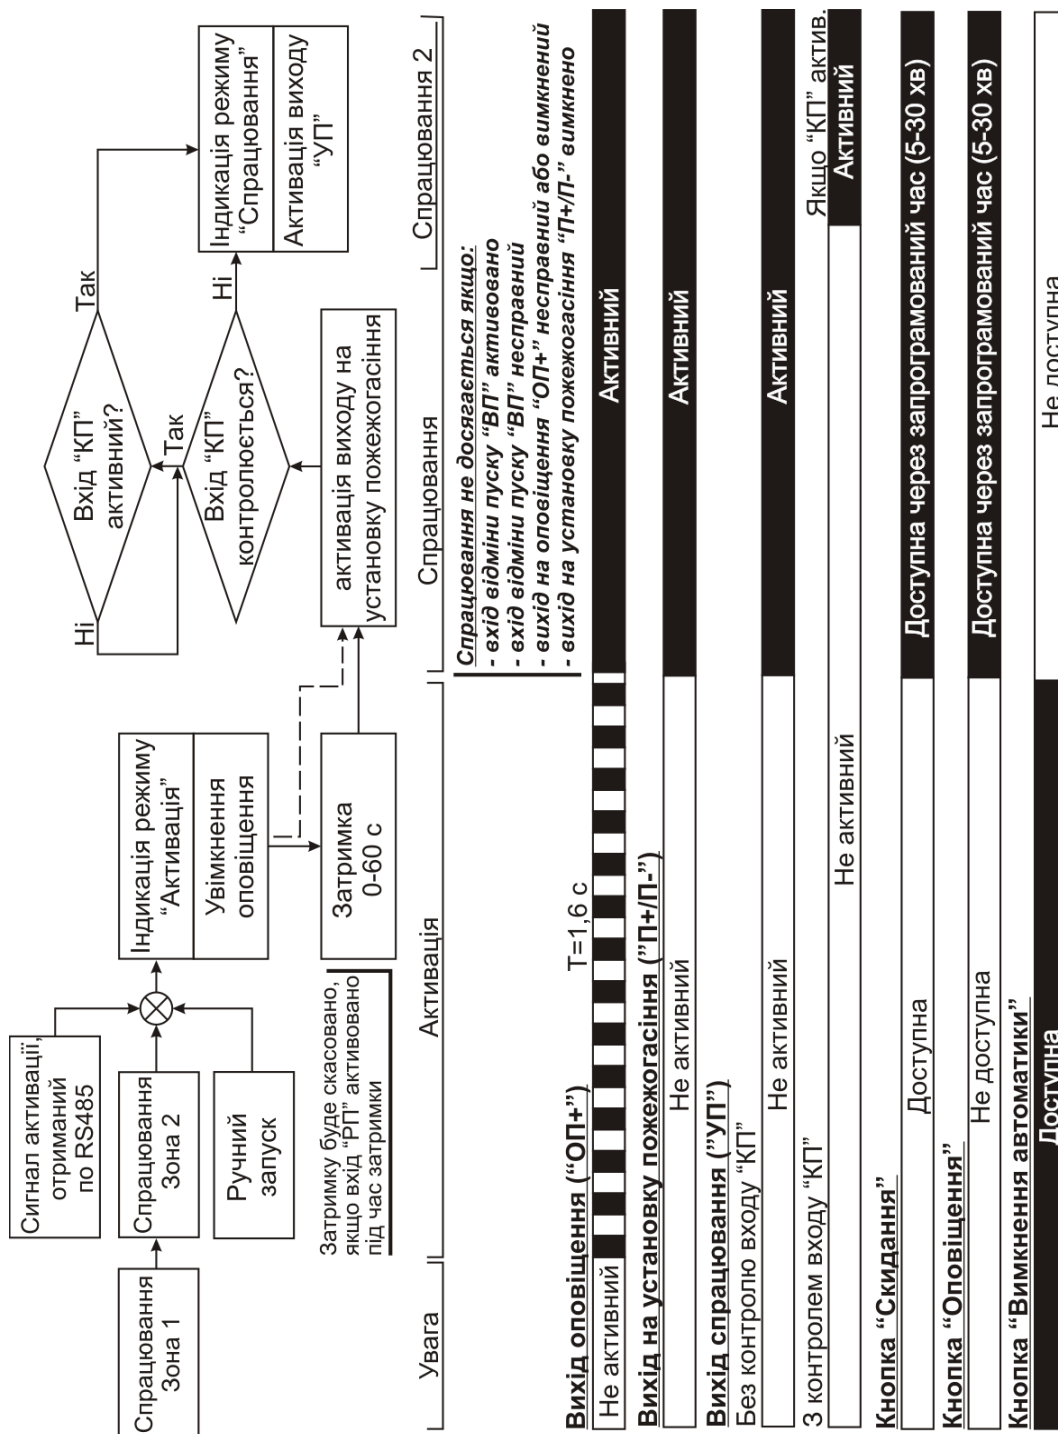 Спрацювання
Зона 1
Сигнал активації,
отриманий
по RS485
Спрацювання
Зона 2
Ручний
запуск
Індикація режиму
“Активація”
Увімкнення
оповіщення
Затримка
0-60 с
Затримку буде скасовано,
якщо вхід “РП” активовано
під час затримки
Ні
Вхід “КП”
активний?
Так
Так
Вхід “КП”
контролюється?
Ні
активація виходу на
установку пожежогасіння
Індикація режиму
“Спрацювання”
Активація виходу
“УП”
Увага
Активація
Спрацювання
Спрацювання 2
Спрацювання не досягається якщо:
- вхід відміни пуску “ВП” активовано
- вхід відміни пуску “ВП” несправний
- вихід на оповіщення “ОП+” несправний або вимкнений
- вихід на установку пожежогасіння “П+/П-” вимкнено
Вихід оповіщення (“ОП+”)
T=1,6 с
Не активний
Активний
Вихід на установку пожежогасіння (”П+/П-”)
Не активний
Активний
Вихід спрацювання (”УП”)
Без контролю входу “КП”
Не активний
Активний
З контролем входу “КП”
Якщо “КП” актив.
Не активний
Активний
Кнопка “Скидання”
Доступна
Доступна через запрограмований час (5-30 хв)
Кнопка “Оповіщення”
Не доступна
Доступна через запрограмований час (5-30 хв)
Кнопка “Вимкнення автоматики”
Доступна
Не доступна